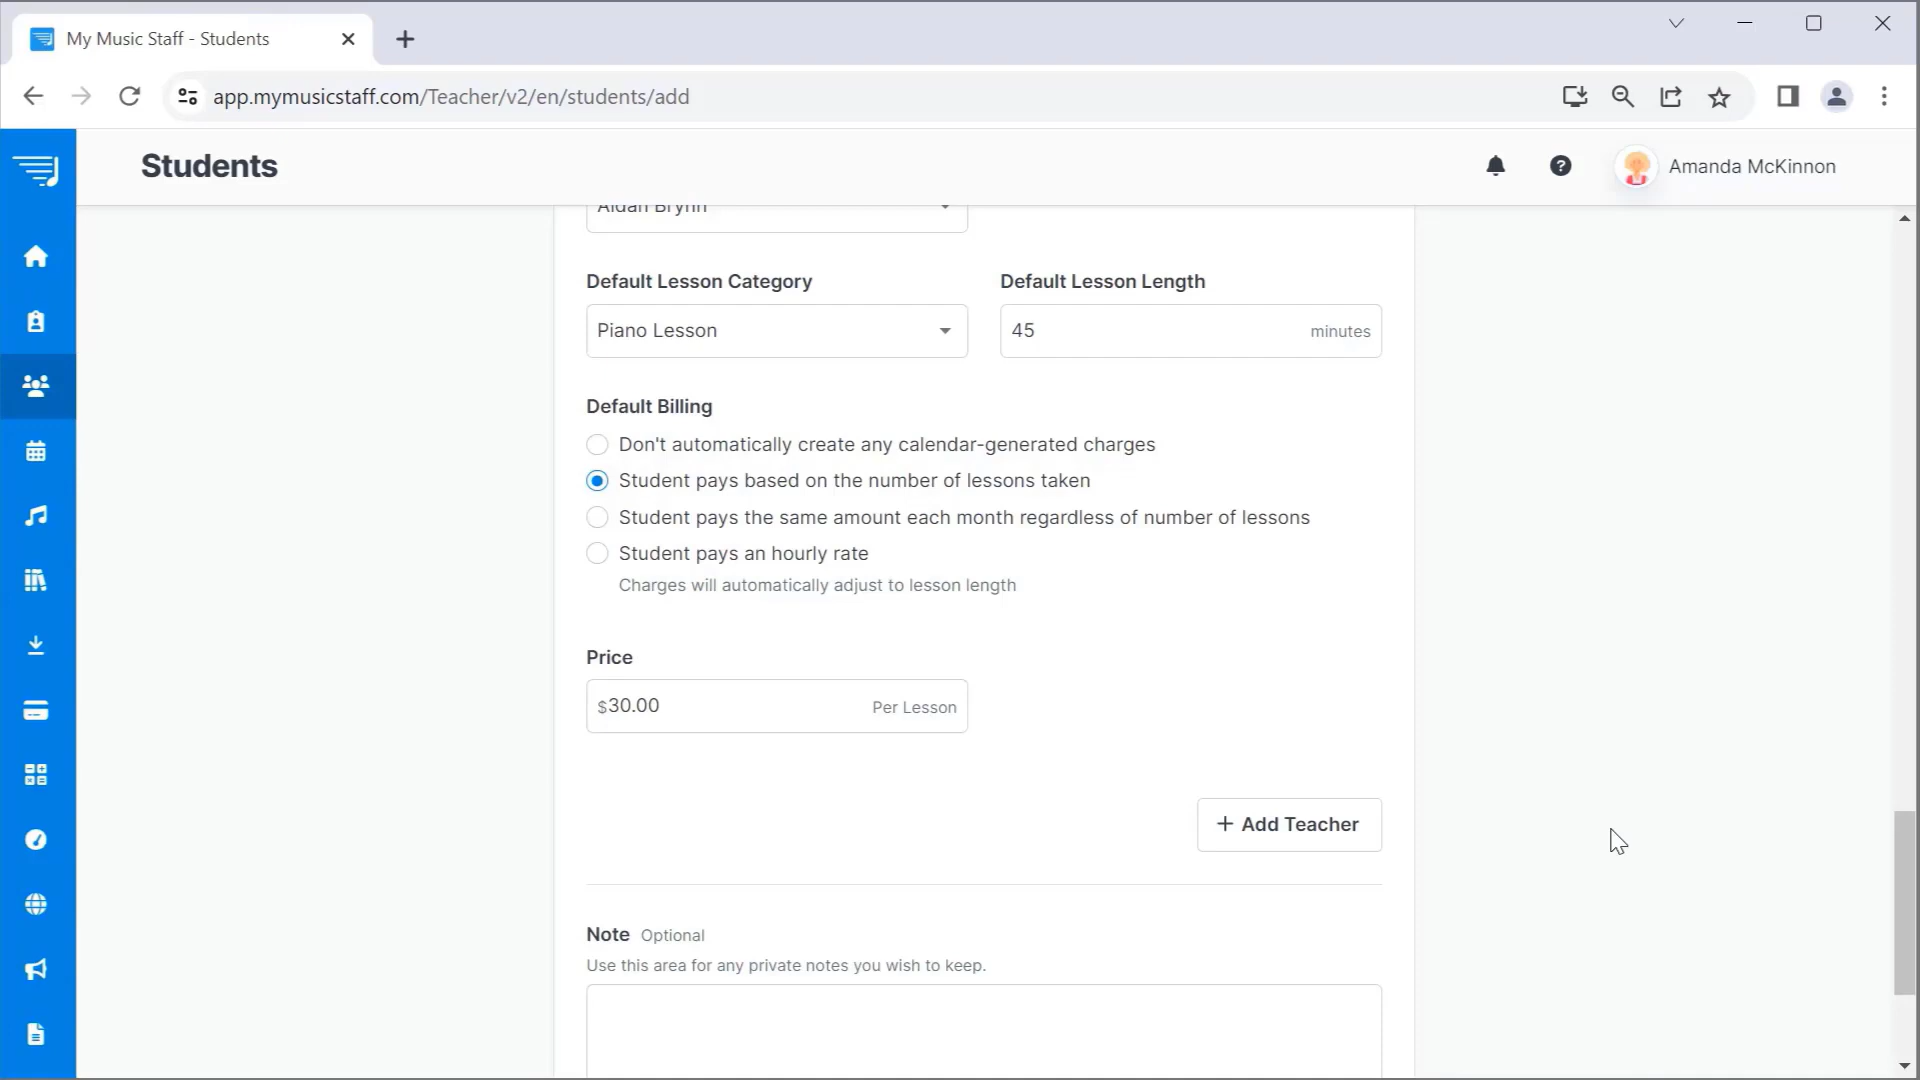 My Music Staff - Students
app.mymusicstaff.com/Teacher/v2/en/students/add
Students
Amanda McKinnon
Aidan Brynn
Default Lesson Category
Default Lesson Length
Piano Lesson
45 minutes
Default Billing
Don't automatically create any calendar-generated charges
Student pays based on the number of lessons taken
Student pays the same amount each month regardless of number of lessons
Student pays an hourly rate
Charges will automatically adjust to lesson length
Price
$30.00 Per Lesson
+ Add Teacher
Note Optional
Use this area for any private notes you wish to keep.